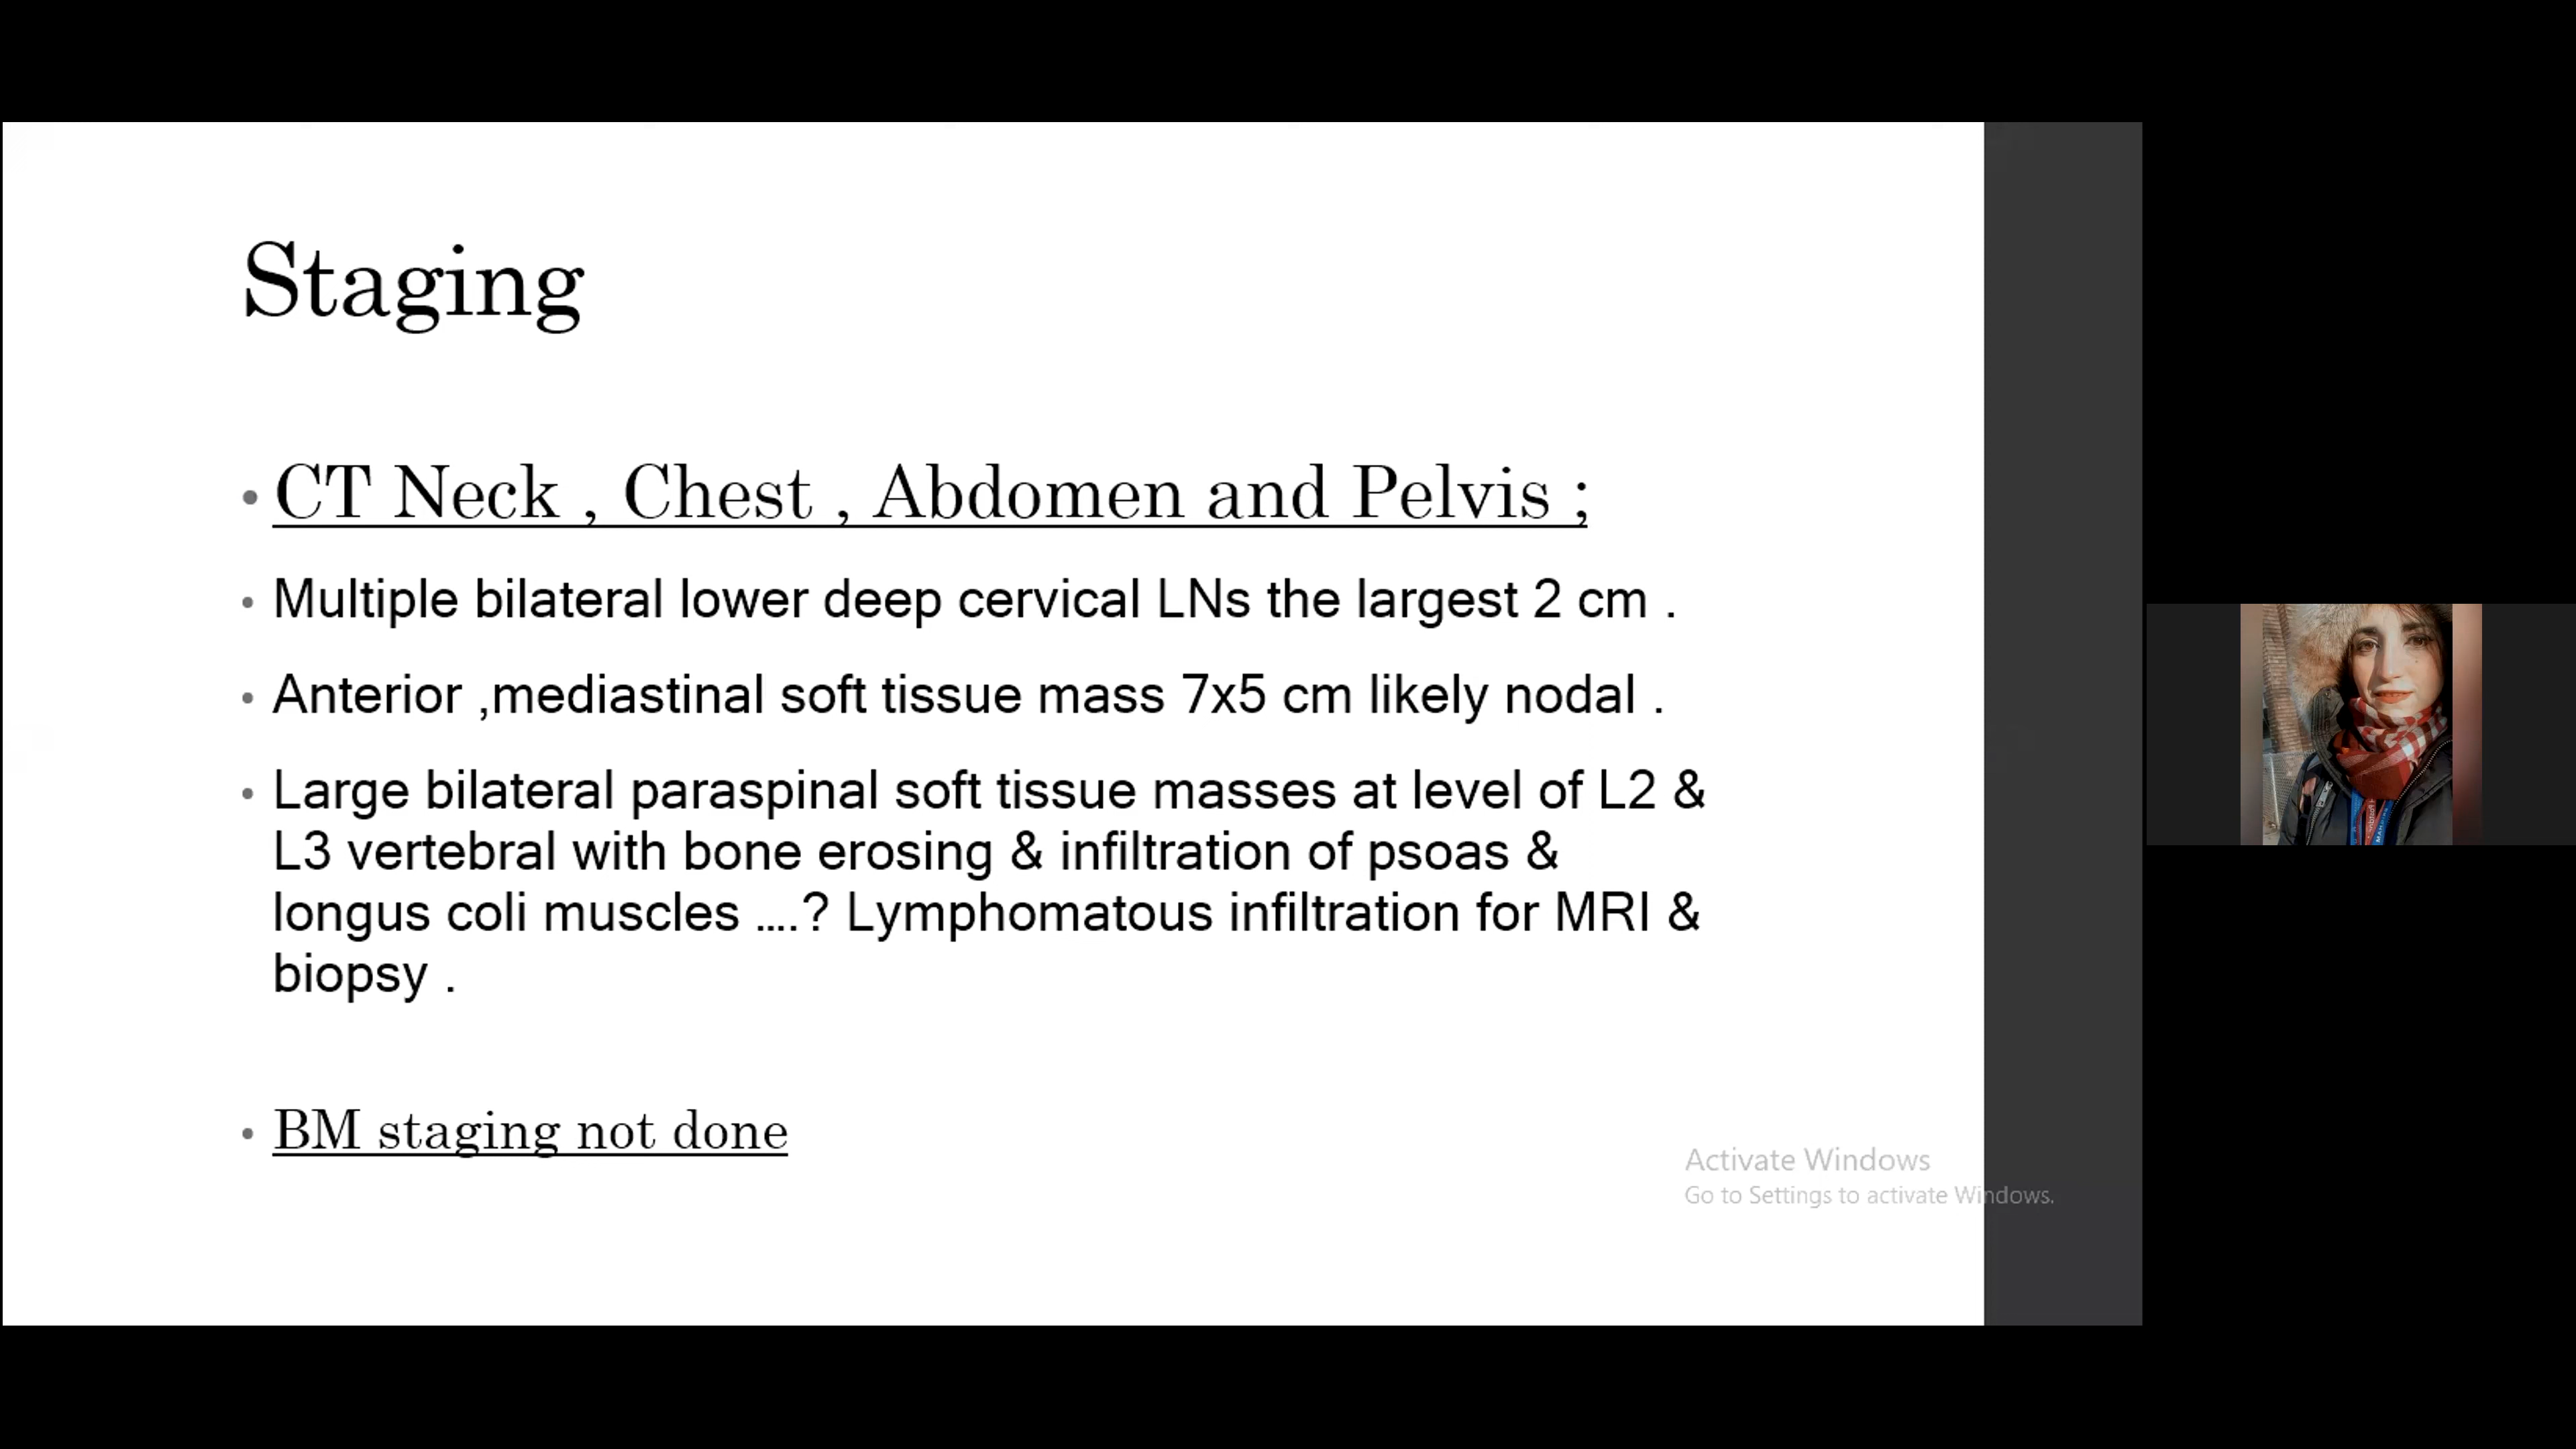 Staging
CT Neck , Chest , Abdomen and Pelvis ;
Multiple bilateral lower deep cervical LNs the largest 2 cm .
Anterior ,mediastinal soft tissue mass 7x5 cm likely nodal .
Large bilateral paraspinal soft tissue masses at level of L2 &
L3 vertebral with bone erosing & infiltration of psoas &
longus coli muscles ....? Lymphomatous infiltration for MRI &
biopsy .
BM staging not done
Activate Windows
Go to Settings to activate Windows.